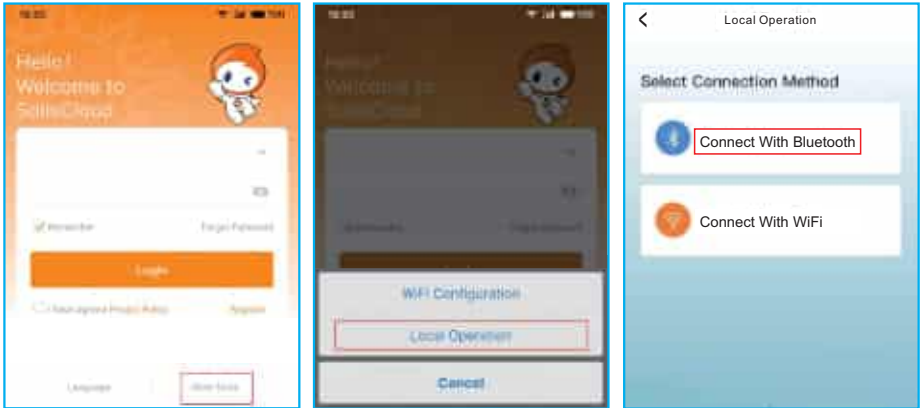 Hello!
Welcome to
SolisCloud
Remember
Forgot Password
Login
Register
Language
More Tools
WiFi Configuration
Local Operation
Cancel
Local Operation
Select Connection Method
Connect With Bluetooth
Connect With WiFi